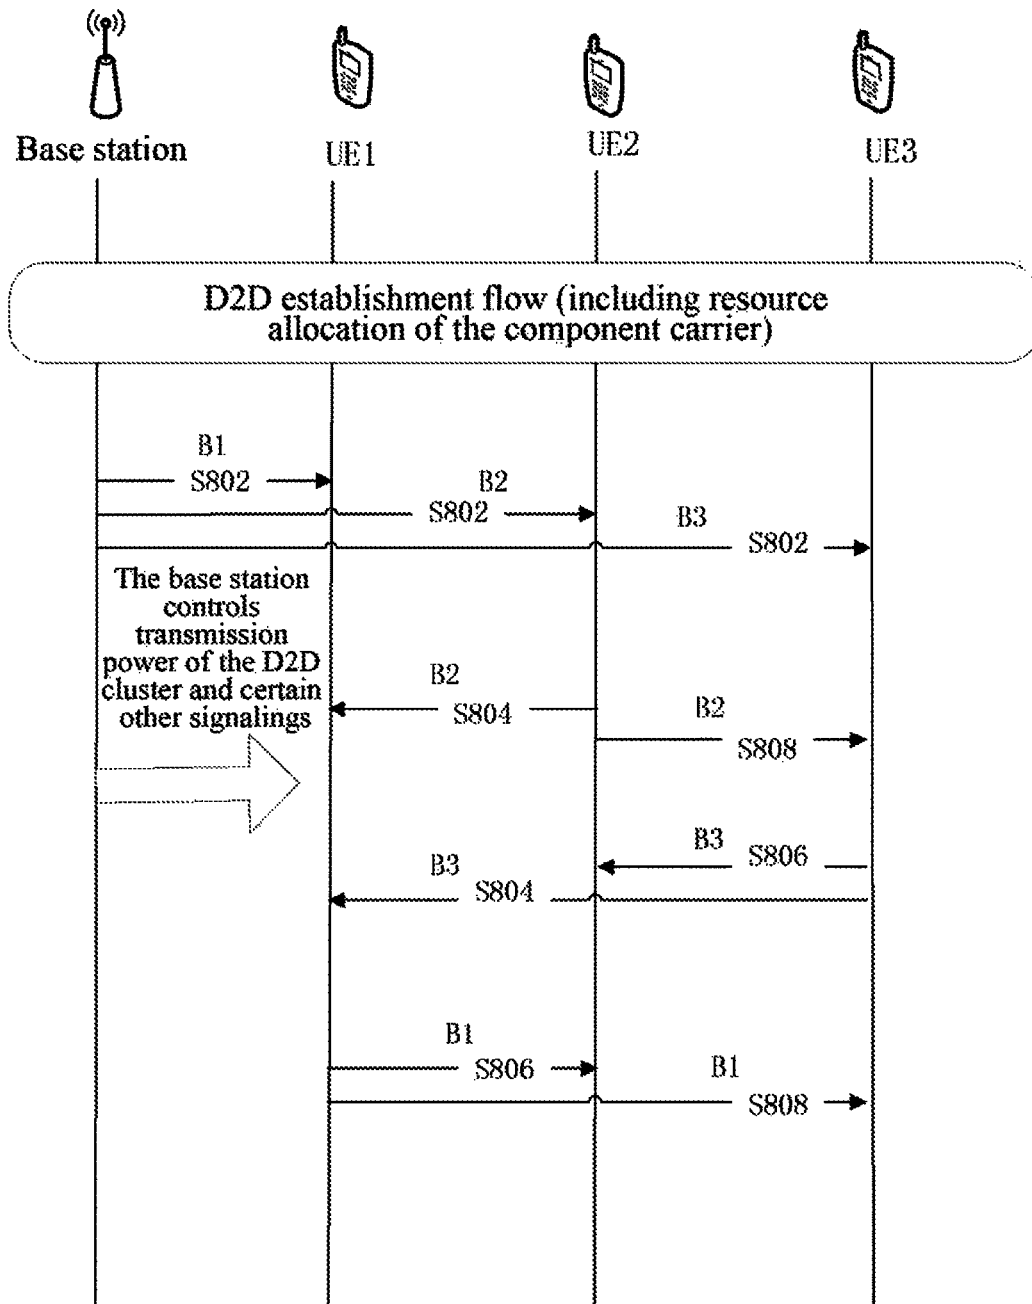 Base station
UE1
UE2
UE3
D2D establishment flow (including resource
allocation of the component carrier)
B1
S802
B2
S802
B3
S802
The base station
controls
transmission
power of the D2D
cluster and certain
other signalings
B2
S804
B2
S808
B3
S806
B3
S804
B1
S806
B1
S808